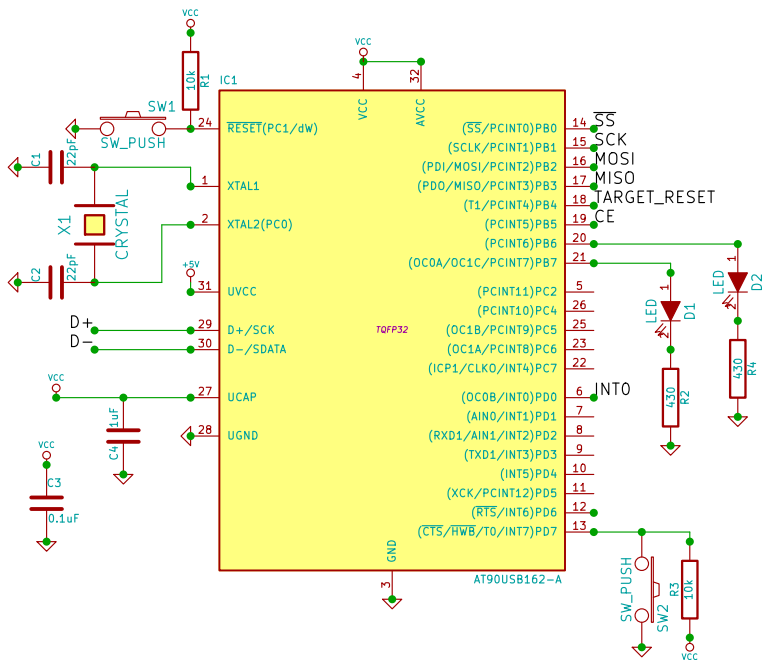 VCC
VCC
R1
10k
IC1
4
32
SW1
VCC
AVCC
SS
24
RESET(PC1/dW)
(SS/PCINT0)PB0
14
SW_PUSH
SCK
(SCLK/PCINT1)PB1
15
C1
22pF
MOSI
(PDI/MOSI/PCINT2)PB2
16
MISO
1
XTAL1
(PDO/MISO/PCINT3)PB3
17
TARGET_RESET
(T1/PCINT4)PB4
18
X1
CRYSTAL
CE
2
XTAL2(PC0)
(PCINT5)PB5
19
(PCINT6)PB6
20
C2
22pF
+5V
(OC0A/OC1C/PCINT7)PB7
21
1
LED
D2
2
1
LED
D1
2
31
UVCC
(PCINT11)PC2
5
(PCINT10)PC4
26
D+
29
D+/SCK
TQFP32
(OC1B/PCINT9)PC5
25
D-
30
D-/SDATA
(OC1A/PCINT8)PC6
23
(ICP1/CLK0/INT4)PC7
22
430
R4
430
R2
VCC
INT0
27
UCAP
(OC0B/INT0)PD0
6
1uF
C4
(AIN0/INT1)PD1
7
28
UGND
(RXD1/AIN1/INT2)PD2
8
VCC
(TXD1/INT3)PD3
9
(INT5)PD4
10
C3
(XCK/PCINT12)PD5
11
0.1uF
(RTS/INT6)PD6
12
(CTS/HWB/T0/INT7)PD7
13
GND
3
AT90USB162-A
SW_PUSH
SW2
R3
10k
VCC